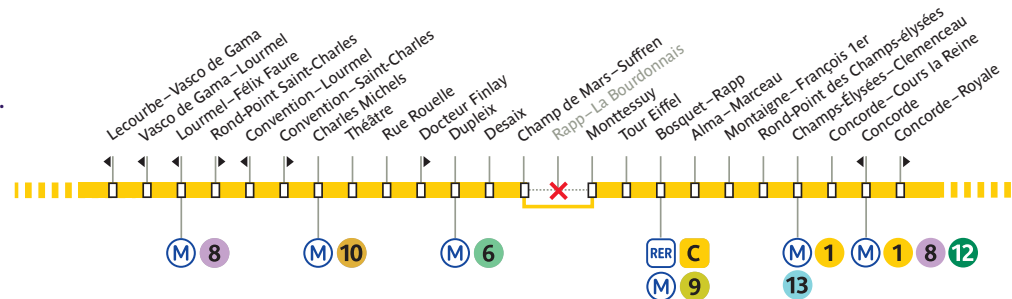 Lecourbe–Vasco de Gama
Vasco de Gama–Lourmel
Lourmel–Félix Faure
Rond-Point Saint-Charles
Convention–Lourmel
Convention–Saint-Charles
Charles Michels
Théâtre
Rue Rouelle
Docteur Finlay
Dupleix
Desaix
Champ de Mars–Suffren
Rapp–La Bourdonnais
Montessuy
Tour Eiffel
Bosquet–Rapp
Alma–Marceau
Montaigne–François 1er
Rond-Point des Champs-élysées
Champs-Élysées–Clemenceau
Concorde–Cours la Reine
Concorde
Concorde–Royale
M 8
M 10
M 6
RER C
M 9
M 1
13
M 1 8 12